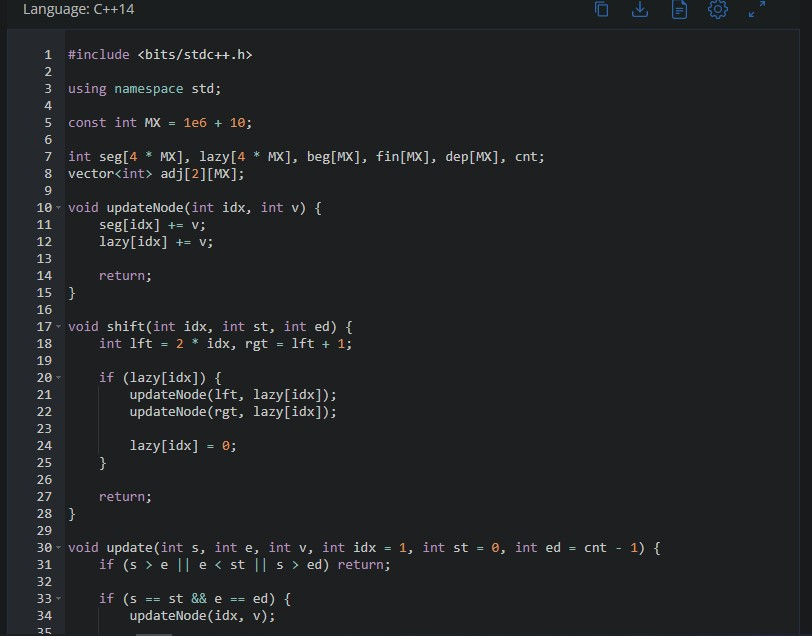 Language: C++14
1 #include <bits/stdc++.h>
2
3 using namespace std;
4
5 const int MX = 1e6 + 10;
6
7 int seg[4 * MX], lazy[4 * MX], beg[MX], fin[MX], dep[MX], cnt;
8 vector<int> adj[2][MX];
9
10 void updateNode(int idx, int v) {
11     seg[idx] += v;
12     lazy[idx] += v;
13
14     return;
15 }
16
17 void shift(int idx, int st, int ed) {
18     int lft = 2 * idx, rgt = lft + 1;
19
20     if (lazy[idx]) {
21         updateNode(lft, lazy[idx]);
22         updateNode(rgt, lazy[idx]);
23
24         lazy[idx] = 0;
25     }
26
27     return;
28 }
29
30 void update(int s, int e, int v, int idx = 1, int st = 0, int ed = cnt - 1) {
31     if (s > e || e < st || s > ed) return;
32
33     if (s == st && e == ed) {
34         updateNode(idx, v);
35